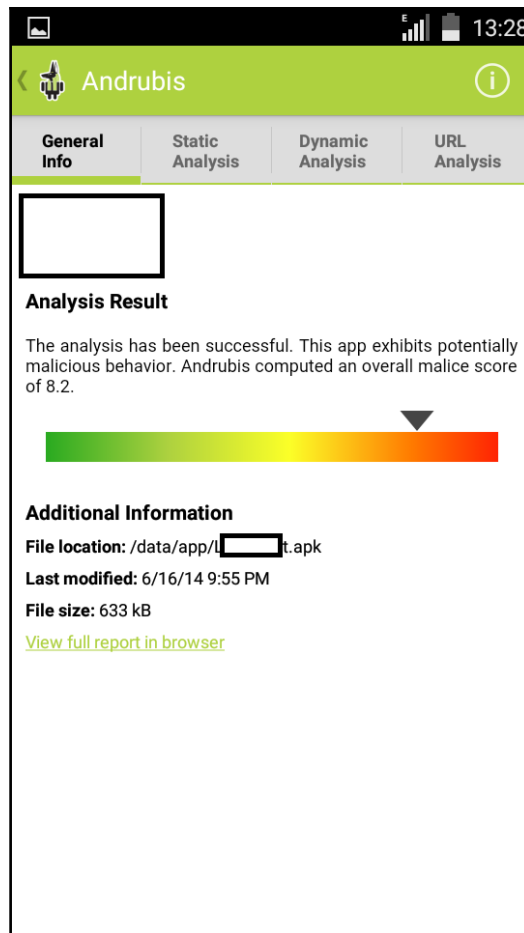 E 13:28
Andrubis
General Info
Static Analysis
Dynamic Analysis
URL Analysis
Analysis Result
The analysis has been successful. This app exhibits potentially
malicious behavior. Andrubis computed an overall malice score
of 8.2.
Additional Information
File location: /data/app/L t.apk
Last modified: 6/16/14 9:55 PM
File size: 633 kB
View full report in browser